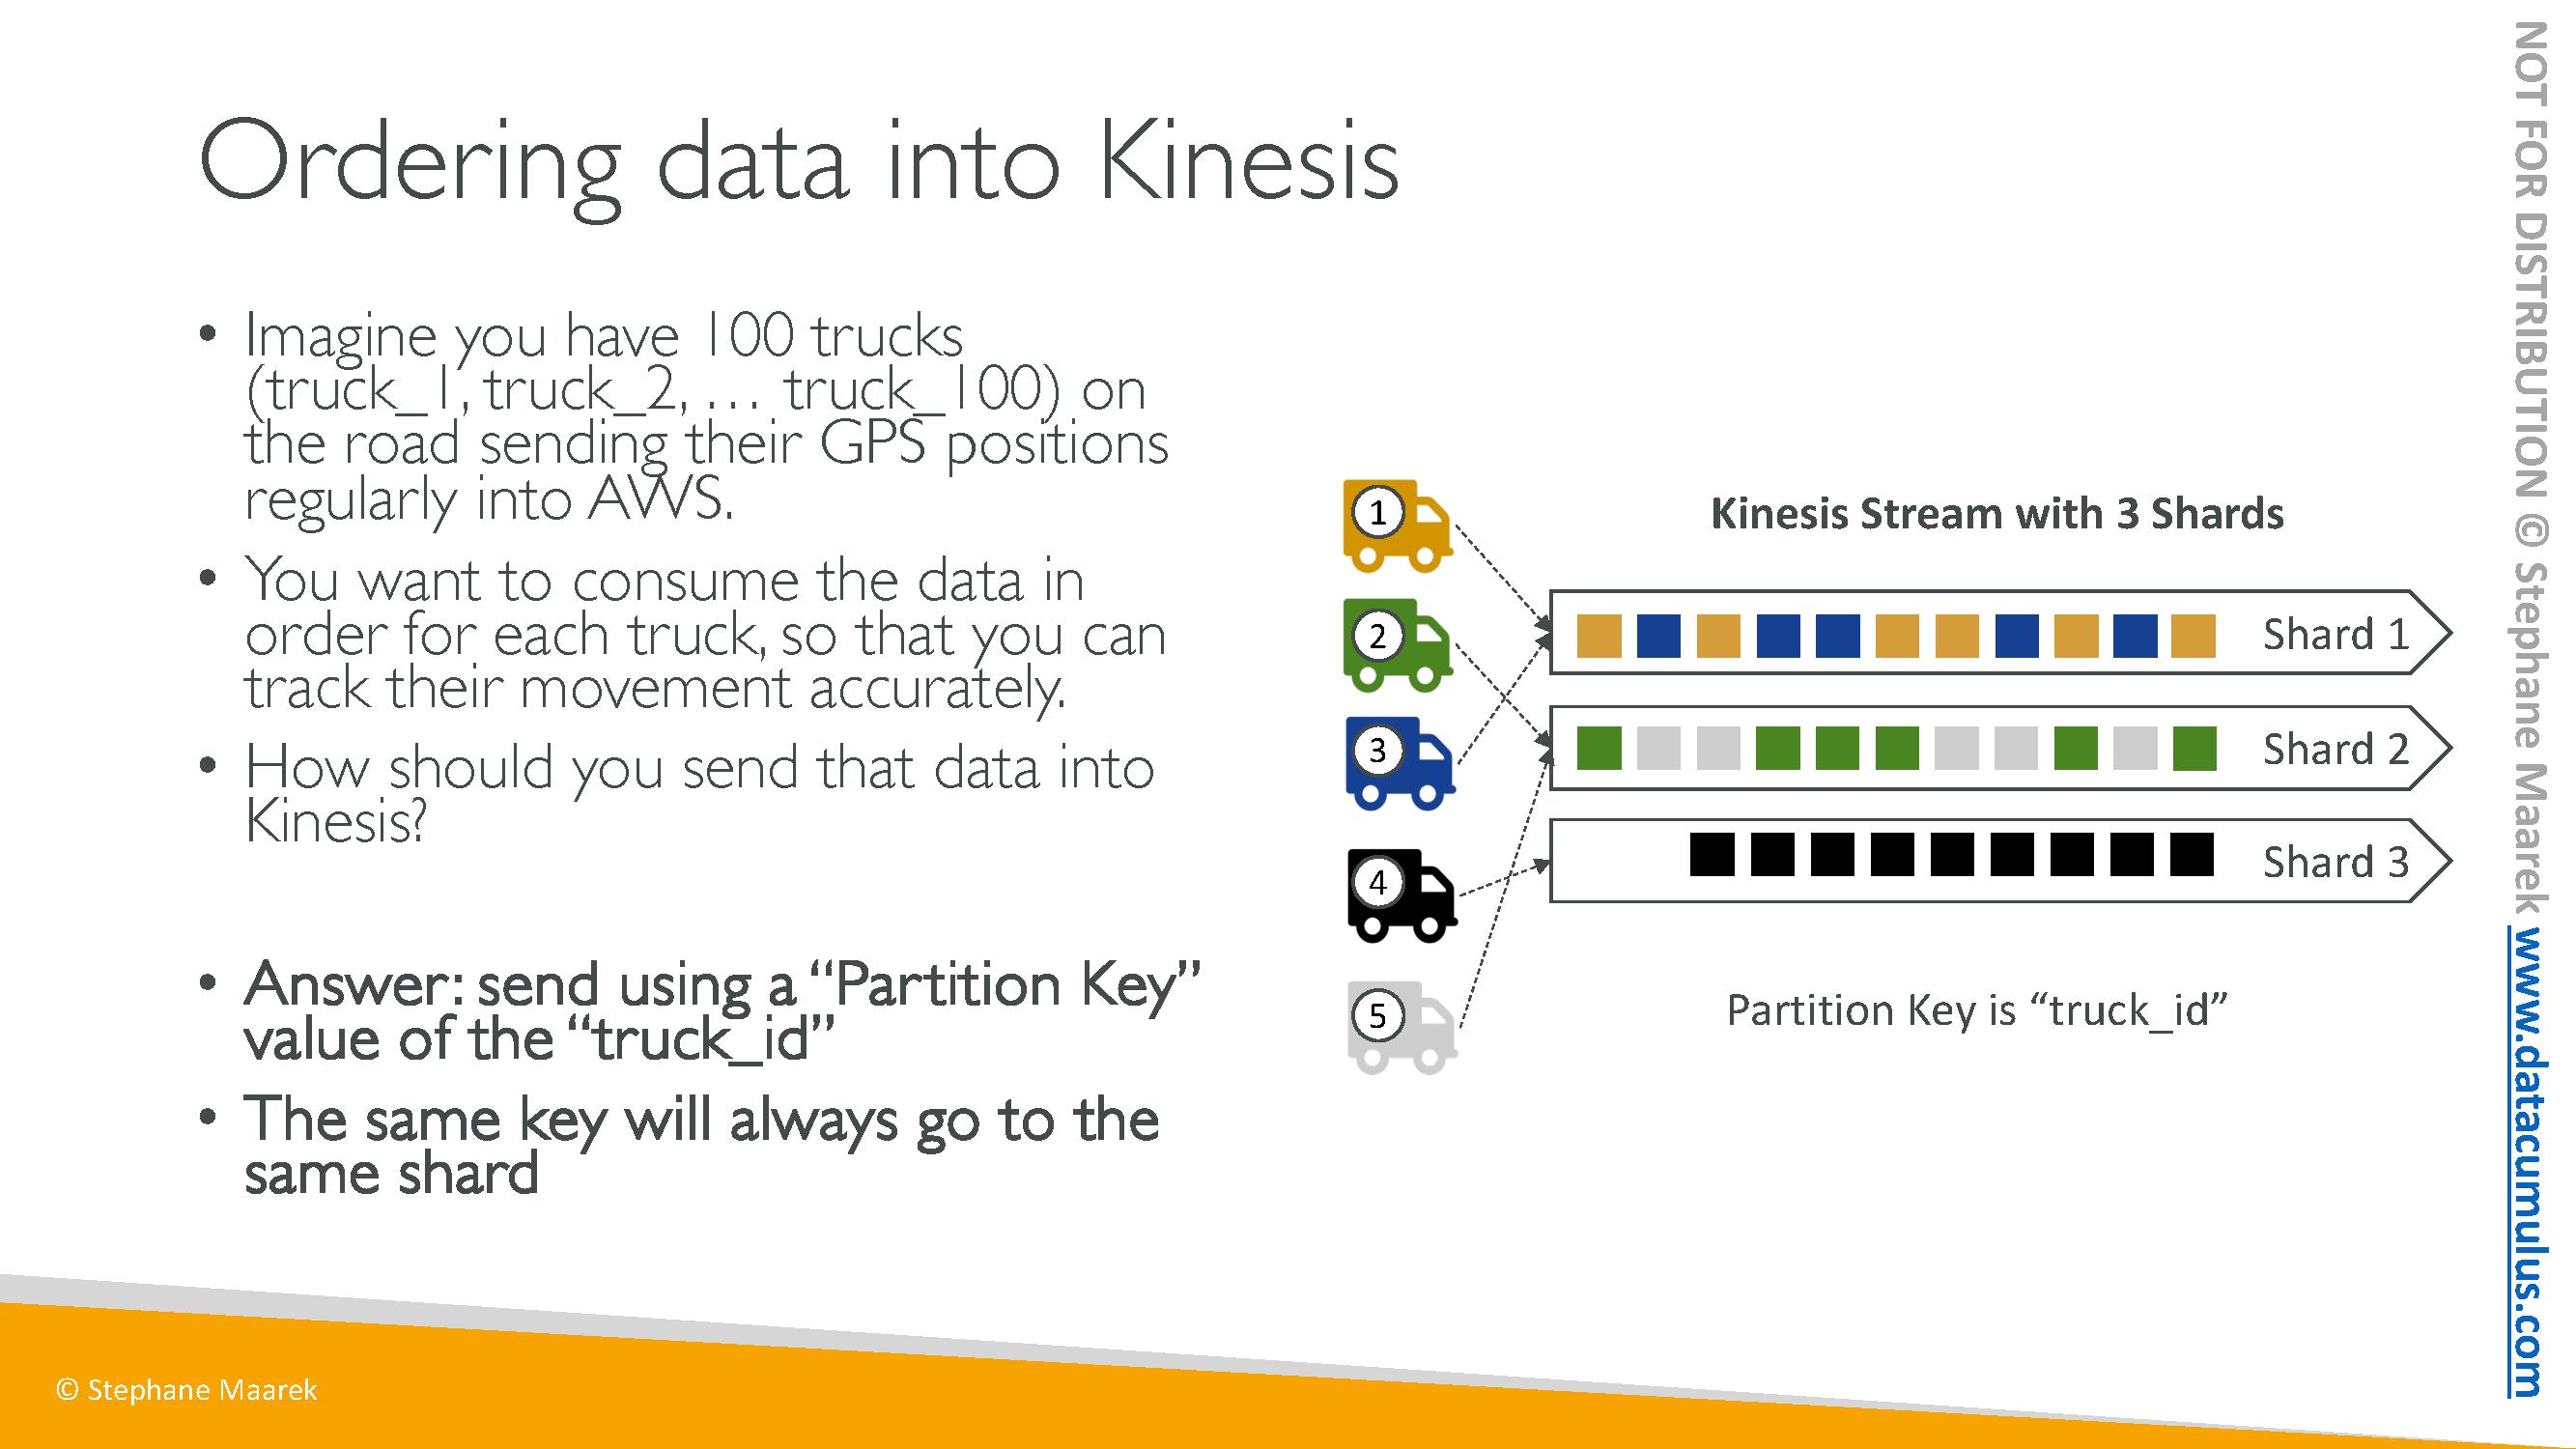 Ordering data into Kinesis
• Imagine you have 100 trucks
(truck_1, truck_2, … truck_100) on
the road sending their GPS positions
regularly into AWS.
• You want to consume the data in
order for each truck, so that you can
track their movement accurately.
• How should you send that data into
Kinesis?
• Answer: send using a “Partition Key”
value of the “truck_id”
• The same key will always go to the
same shard
1
2
3
4
5
Kinesis Stream with 3 Shards
Shard 1
Shard 2
Shard 3
Partition Key is “truck_id”
© Stephane Maarek
NOT FOR DISTRIBUTION © Stephane Maarek www.datacumulus.com